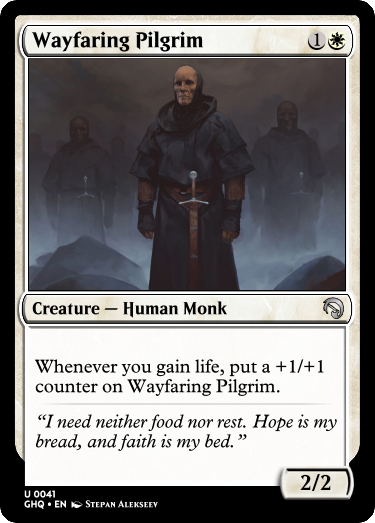 Wayfaring Pilgrim 1
Creature — Human Monk
Whenever you gain life, put a +1/+1
counter on Wayfaring Pilgrim.
“I need neither food nor rest. Hope is my
bread, and faith is my bed.”
2/2
U 0041
GHQ • EN Stepan Alekseev